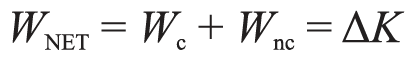 W_NET = W_c + W_nc = ΔK